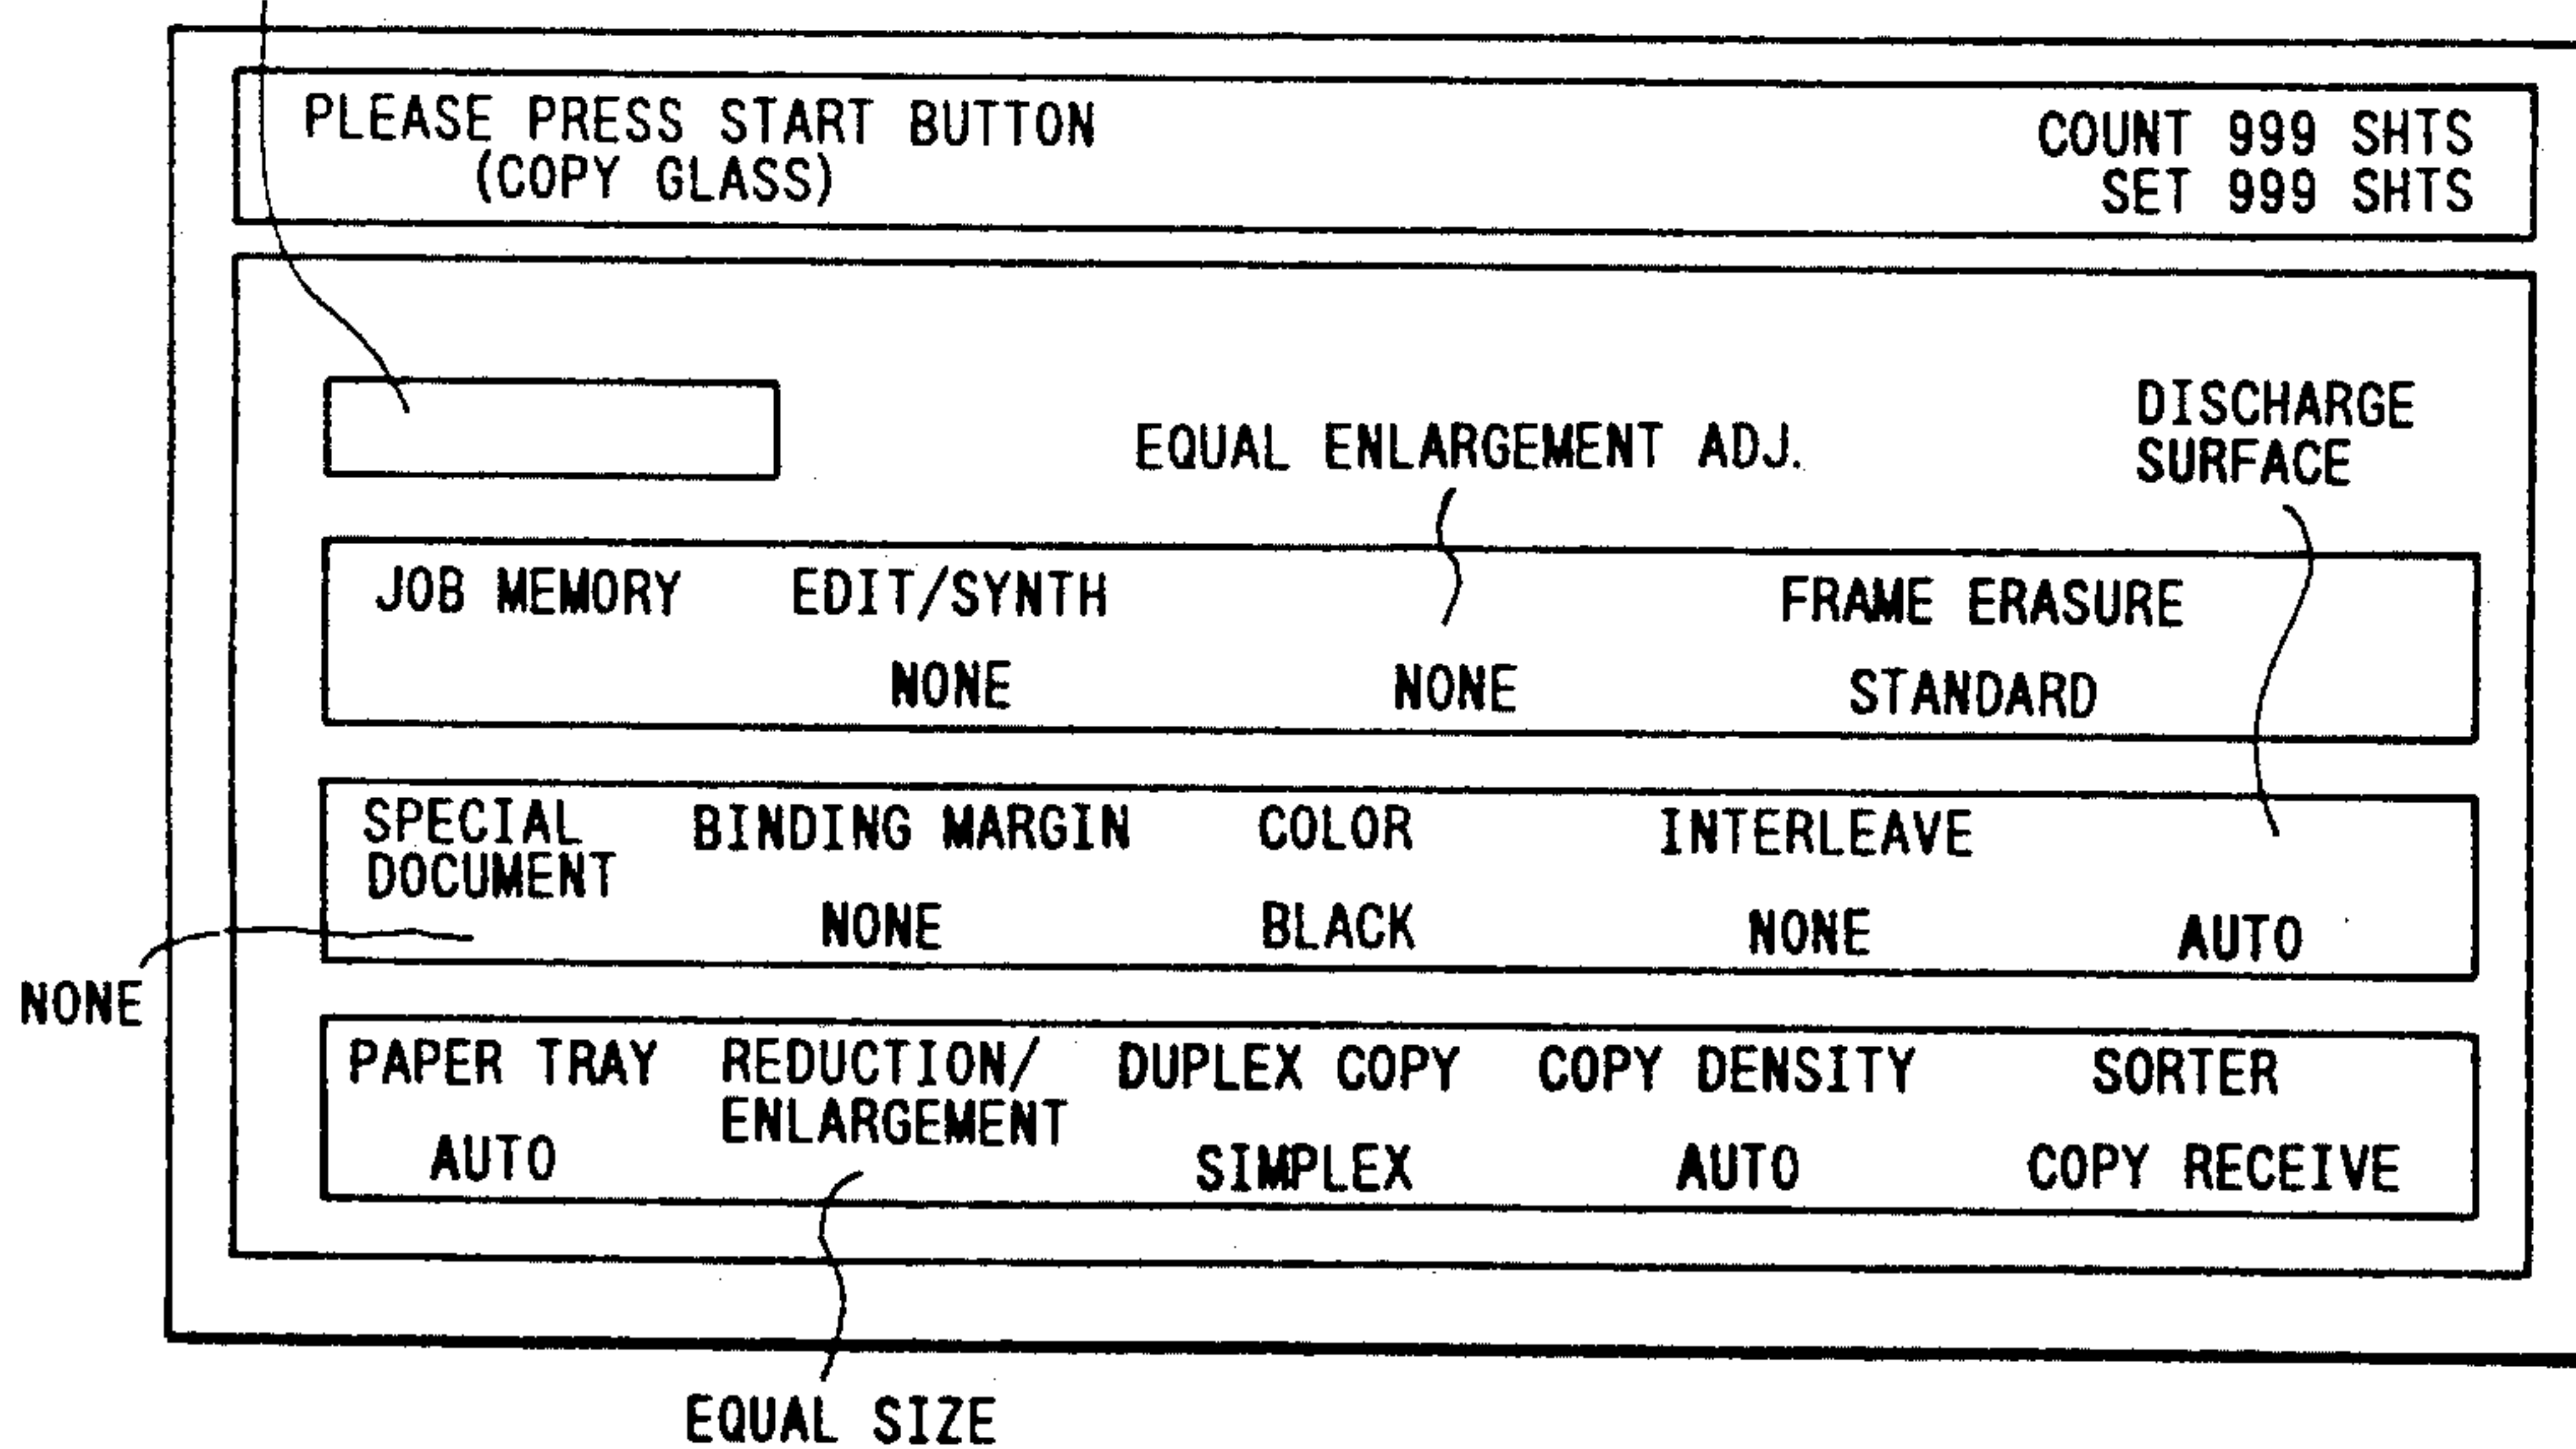 PLEASE PRESS START BUTTON
(COPY GLASS)
COUNT 999 SHTS
SET 999 SHTS
EQUAL ENLARGEMENT ADJ.
DISCHARGE
SURFACE
JOB MEMORY EDIT/SYNTH FRAME ERASURE
NONE NONE STANDARD
SPECIAL
DOCUMENT
BINDING MARGIN COLOR INTERLEAVE
NONE BLACK NONE AUTO
NONE
PAPER TRAY
REDUCTION/
ENLARGEMENT
DUPLEX COPY COPY DENSITY SORTER
AUTO SIMPLEX AUTO COPY RECEIVE
EQUAL SIZE